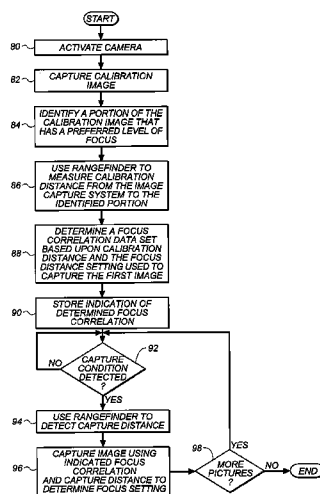 START
80
ACTIVATE CAMERA
82
CAPTURE CALIBRATION
IMAGE
84
IDENTIFY A PORTION OF THE
CALIBRATION IMAGE THAT
HAS A PREFERRED LEVEL OF
FOCUS
86
USE RANGEFINDER TO
MEASURE CALIBRATION
DISTANCE FROM THE IMAGE
CAPTURE SYSTEM TO THE
IDENTIFIED PORTION
88
DETERMINE A FOCUS
CORRELATION DATA SET
BASED UPON CALIBRATION
DISTANCE AND THE FOCUS
DISTANCE SETTING USED TO
CAPTURE THE FIRST IMAGE
90
STORE INDICATION OF
DETERMINED FOCUS
CORRELATION
92
CAPTURE
CONDITION
DETECTED
?
NO
YES
94
USE RANGEFINDER TO
DETECT CAPTURE DISTANCE
96
CAPTURE IMAGE USING
INDICATED FOCUS
CORRELATION
AND CAPTURE DISTANCE TO
DETERMINE FOCUS SETTING
98
YES
MORE
PICTURES
?
NO
END